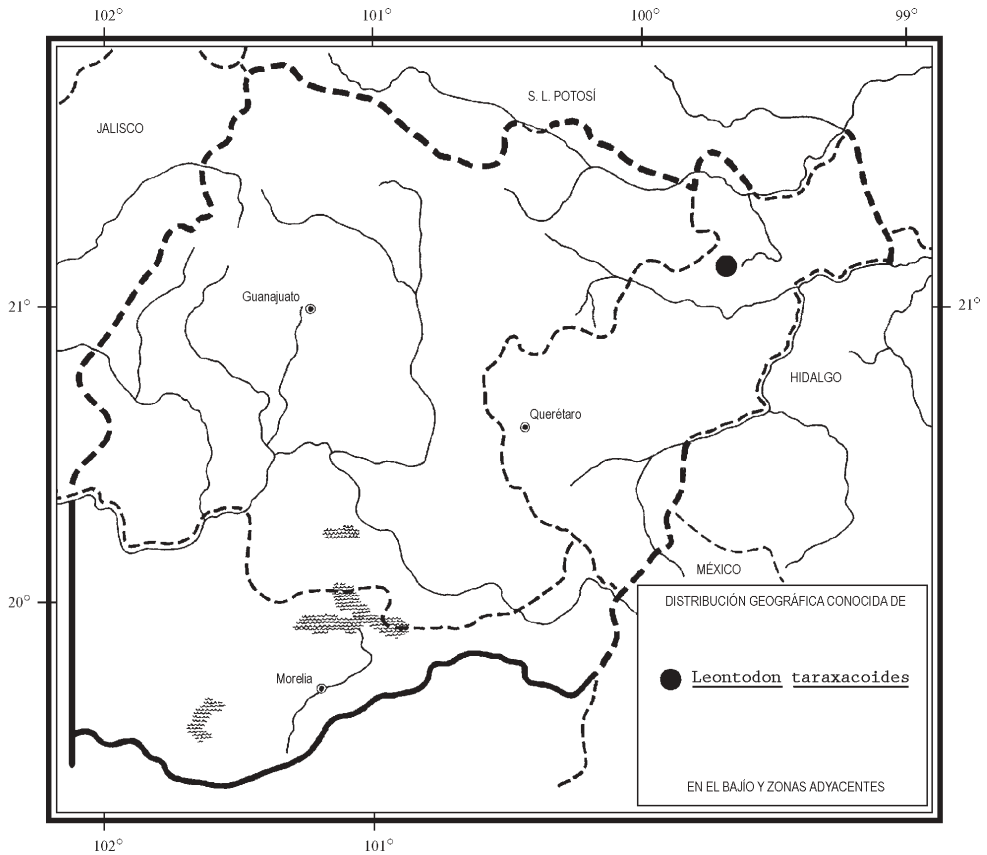 102°
101°
100°
99°
S. L. POTOSÍ
JALISCO
Guanajuato
21°
21°
HIDALGO
Querétaro
MÉXICO
20°
DISTRIBUCIÓN GEOGRÁFICA CONOCIDA DE
Leontodon taraxacoides
Morelia
EN EL BAJÍO Y ZONAS ADYACENTES
102°
101°